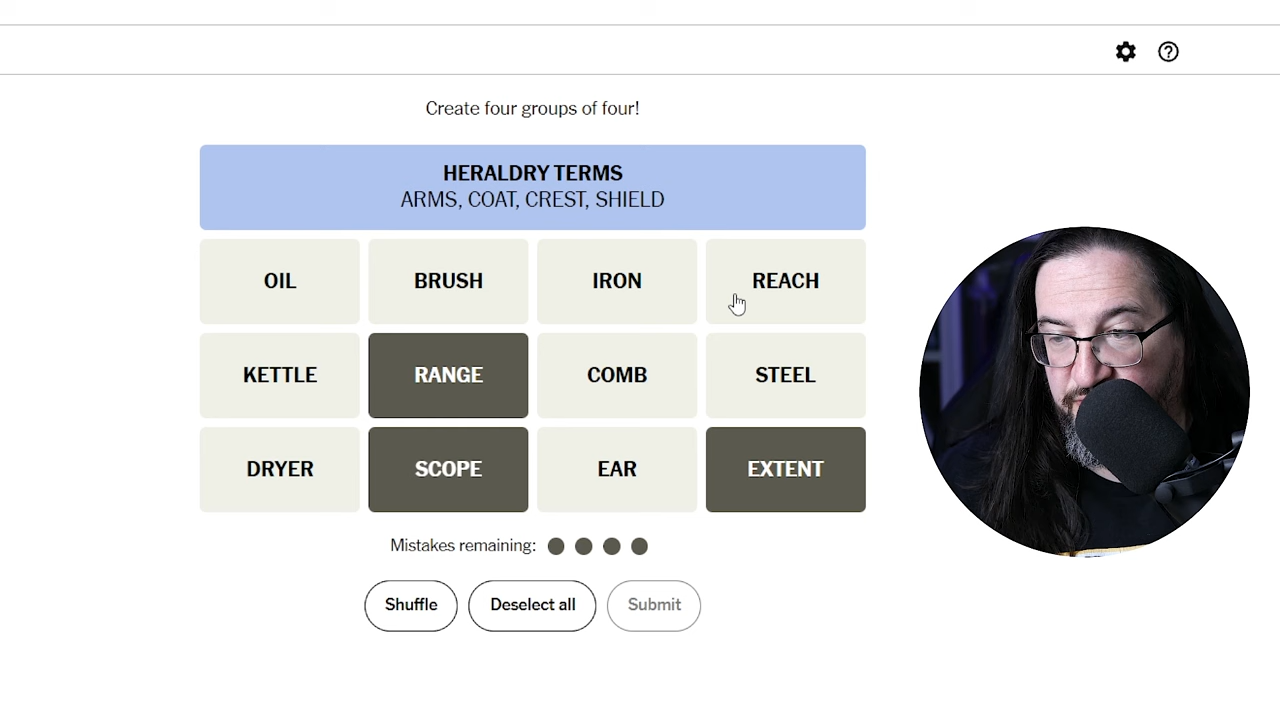 Create four groups of four!
HERALDRY TERMS
ARMS, COAT, CREST, SHIELD
OIL BRUSH IRON REACH
KETTLE RANGE COMB STEEL
DRYER SCOPE EAR EXTENT
Mistakes remaining:
Shuffle Deselect all Submit